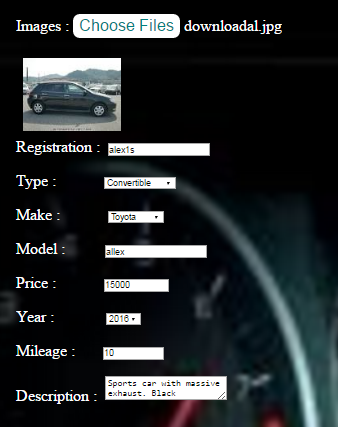 Images : Choose Files downloadal.jpg
Registration : alex1s
Type : Convertible
Make : Toyota
Model : allex
Price : 15000
Year : 2016
Mileage : 10
Description : Sports car with massive
exhaust. Black